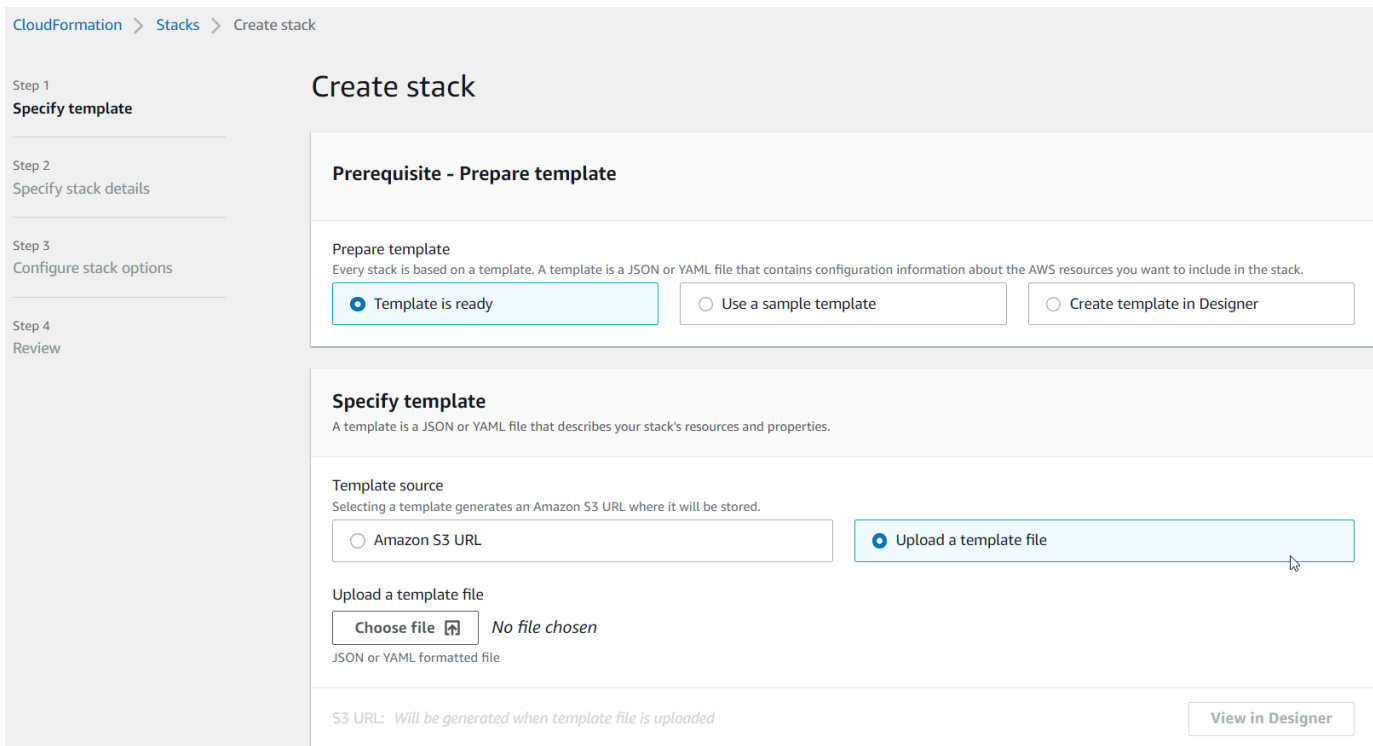 CloudFormation > Stacks > Create stack
Step 1
Specify template
Step 2
Specify stack details
Step 3
Configure stack options
Step 4
Review
Create stack
Prerequisite - Prepare template
Prepare template
Every stack is based on a template. A template is a JSON or YAML file that contains configuration information about the AWS resources you want to include in the stack.
Template is ready
Use a sample template
Create template in Designer
Specify template
A template is a JSON or YAML file that describes your stack's resources and properties.
Template source
Selecting a template generates an Amazon S3 URL where it will be stored.
Amazon S3 URL
Upload a template file
Upload a template file
Choose file No file chosen
JSON or YAML formatted file
S3 URL: Will be generated when template file is uploaded
View in Designer